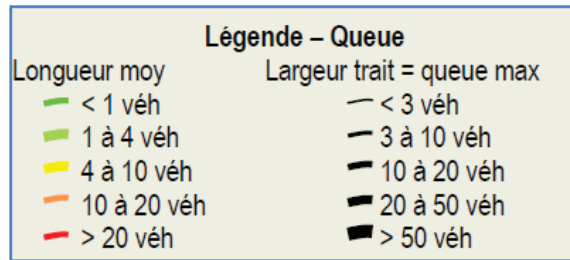 Légende – Queue
Longueur moy Largeur trait = queue max
< 1 véh < 3 véh
1 à 4 véh 3 à 10 véh
4 à 10 véh 10 à 20 véh
10 à 20 véh 20 à 50 véh
> 20 véh > 50 véh